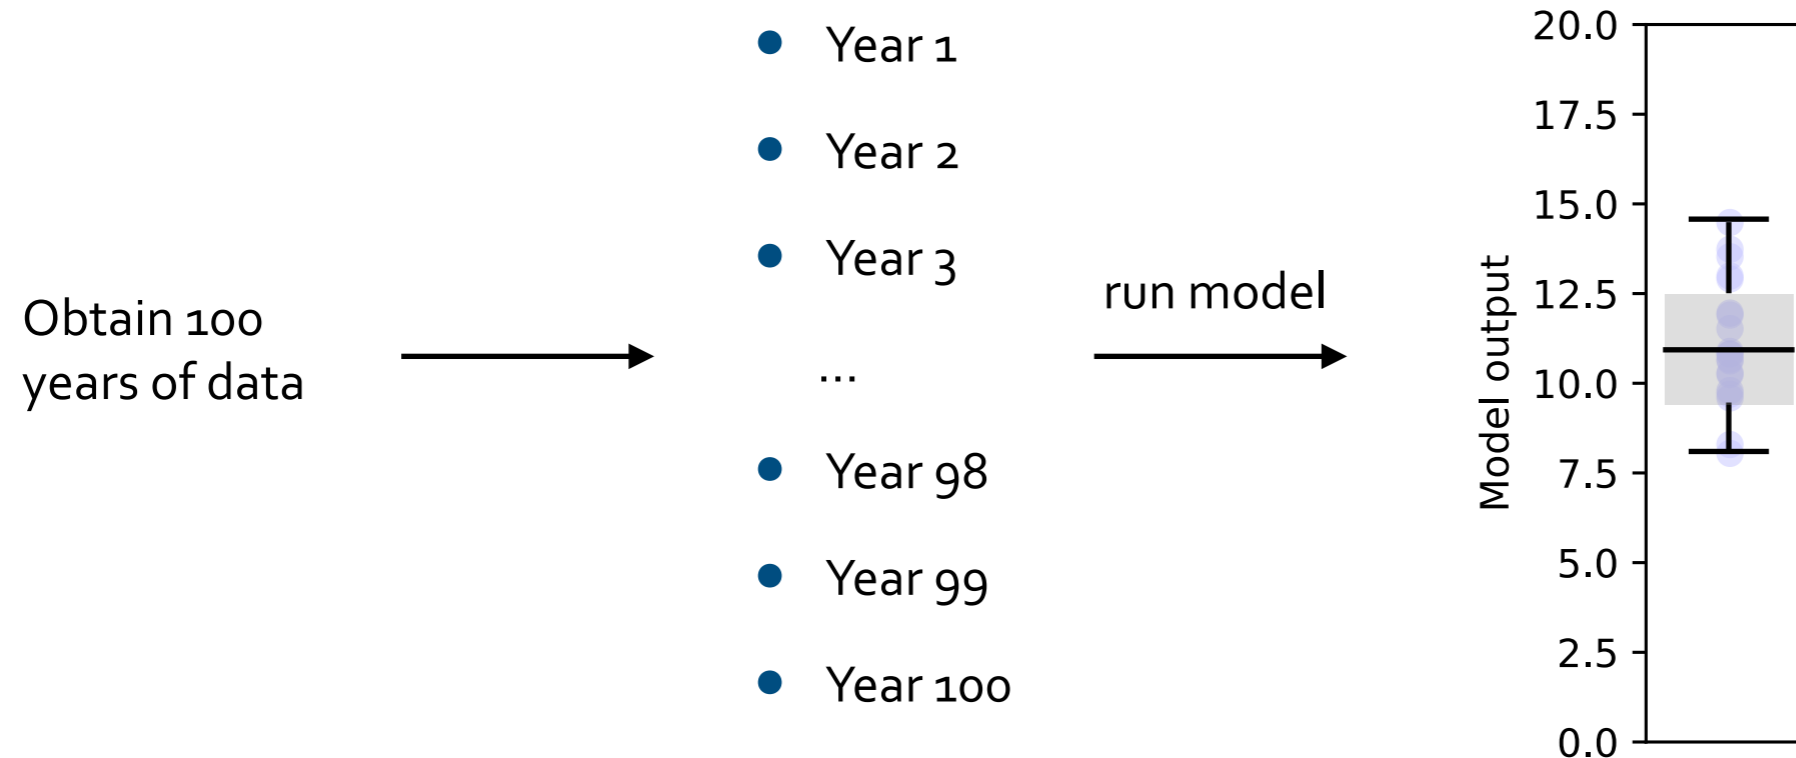 Obtain 100
years of data
Year 1
Year 2
Year 3
...
Year 98
Year 99
Year 100
run model
Model output
20.0
17.5
15.0
12.5
10.0
7.5
5.0
2.5
0.0